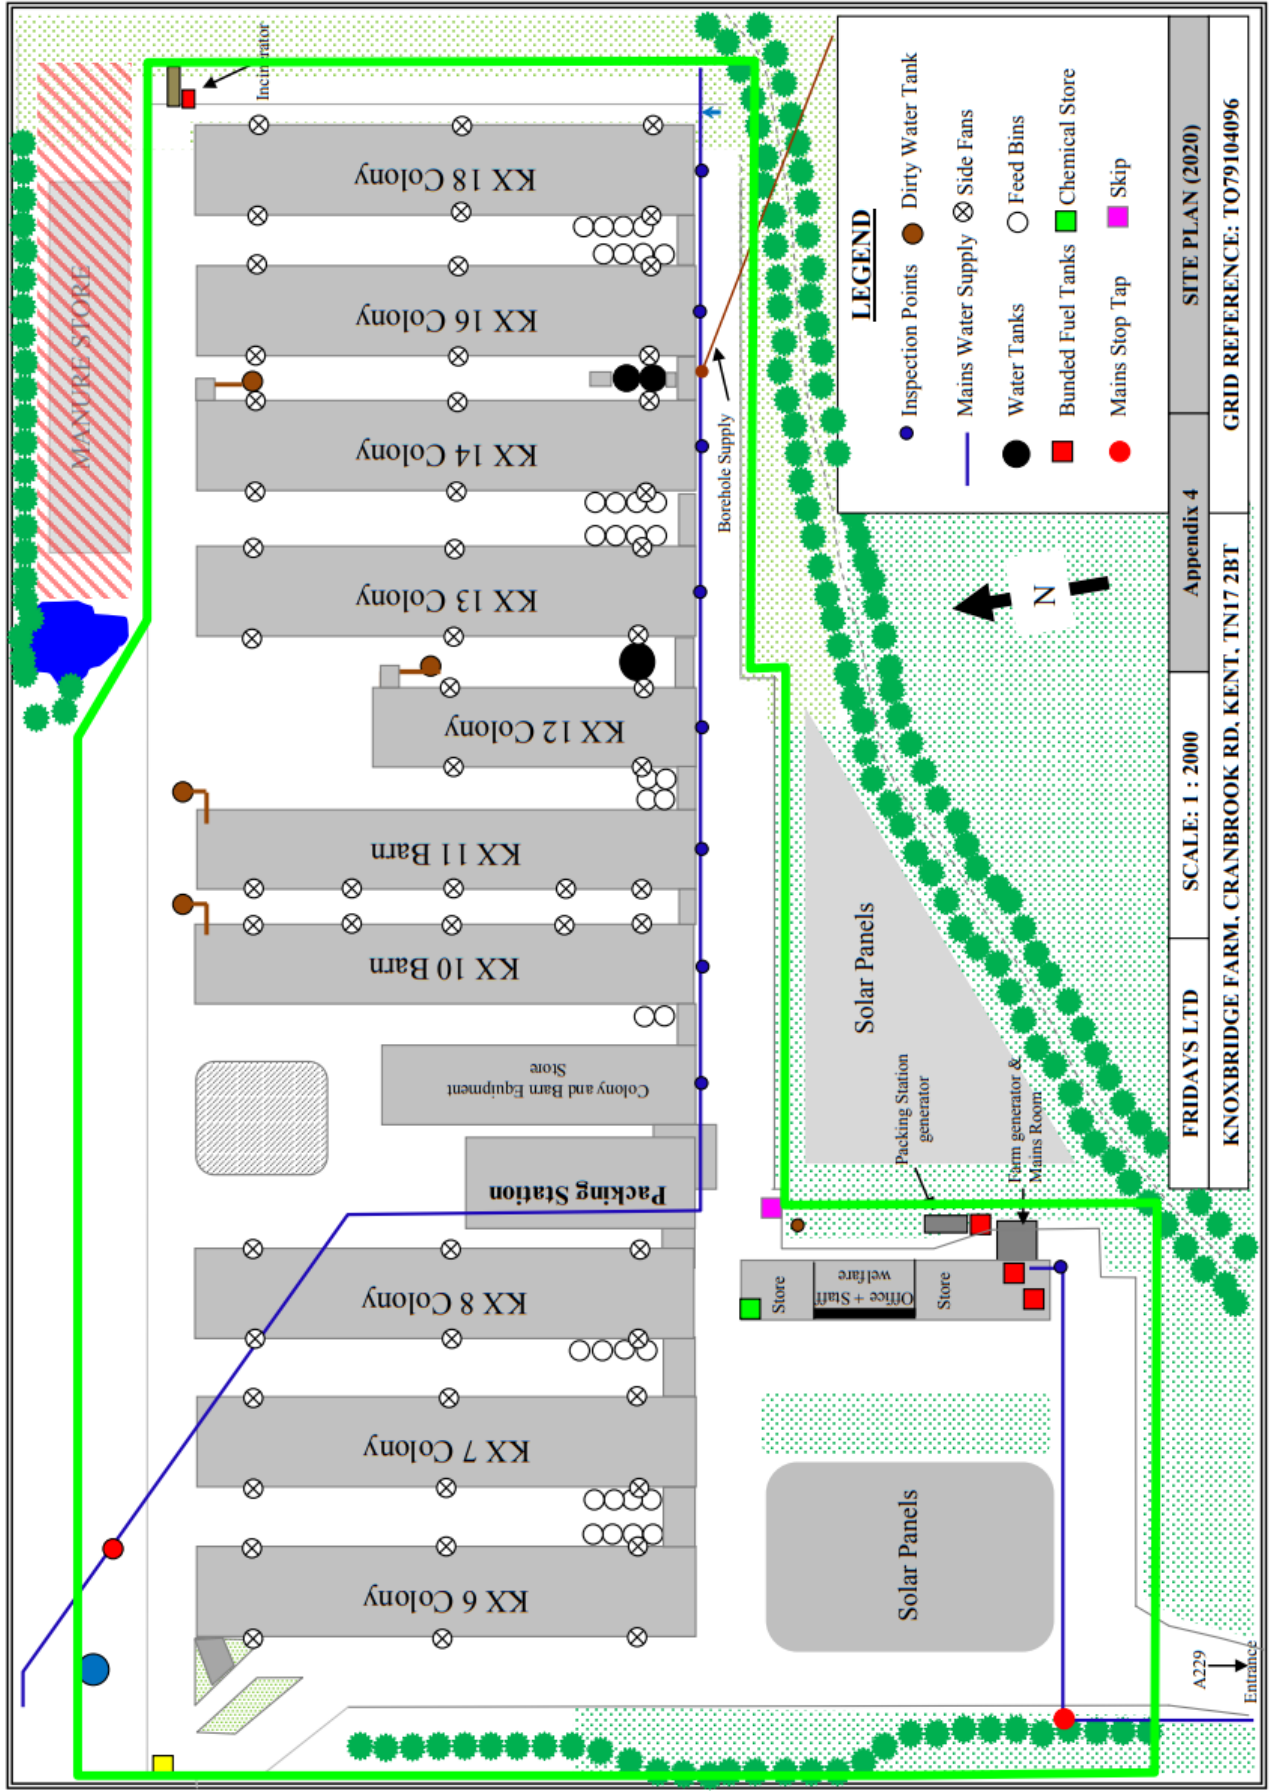 Incinerator
MANURE STORE
KX 18 Colony
KX 16 Colony
KX 14 Colony
KX 13 Colony
KX 12 Colony
KX 11 Barn
KX 10 Barn
Colony and Barn Equipment
Store
Packing Station
KX 8 Colony
KX 7 Colony
KX 6 Colony
Borehole Supply
Solar Panels
Packing Station
generator
Farm generator &
Mains Room
Store
Office + Staff
welfare
Store
Solar Panels
A229
Entrance
N
LEGEND
Inspection Points
Dirty Water Tank
Mains Water Supply
Side Fans
Water Tanks
Feed Bins
Bunded Fuel Tanks
Chemical Store
Mains Stop Tap
Skip
FRIDAYS LTD
SCALE: 1 : 2000
Appendix 4
SITE PLAN (2020)
KNOXBRIDGE FARM, CRANBROOK RD, KENT. TN17 2BT
GRID REFERENCE: TQ79104096